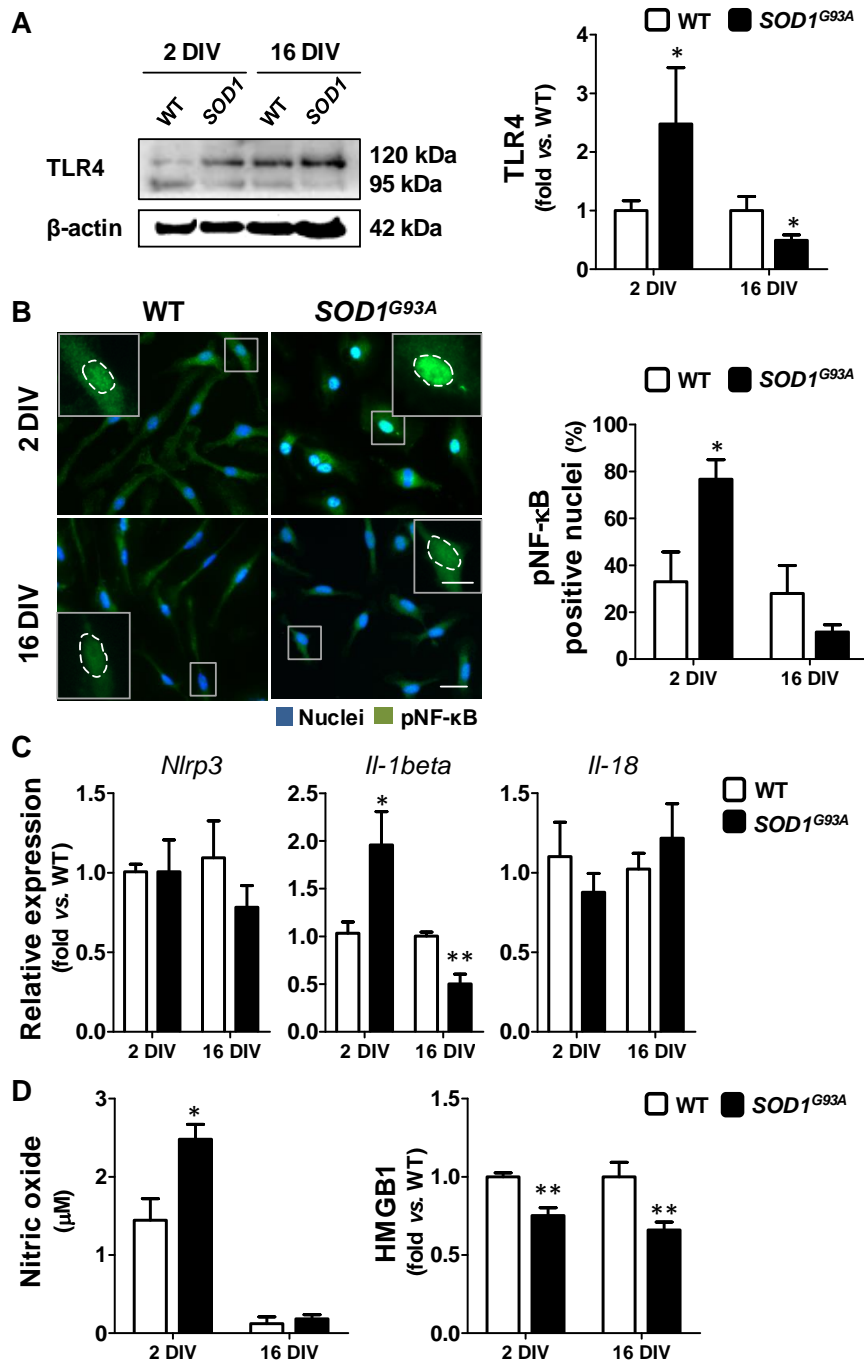 A
2 DIV 16 DIV
WT SOD1 WT SOD1
TLR4
120 kDa
95 kDa
β-actin
42 kDa
WT SOD1G93A
TLR4
(fold vs. WT)
4
3
2
1
0
*
*
2 DIV 16 DIV
B
WT SOD1G93A
2 DIV
16 DIV
Nuclei pNF-κB
WT SOD1G93A
pNF-κB
positive nuclei (%)
100
80
60
40
20
0
*
2 DIV 16 DIV
C
Relative expression
(fold vs. WT)
Nlrp3
1.5
1.0
0.5
0.0
2 DIV 16 DIV
Il-1beta
2.5
2.0
1.5
1.0
0.5
0.0
*
**
2 DIV 16 DIV
Il-18
1.5
1.0
0.5
0.0
2 DIV 16 DIV
WT
SOD1G93A
D
Nitric oxide
(μM)
3
2
1
0
*
2 DIV 16 DIV
WT SOD1G93A
HMGB1
(fold vs. WT)
1.5
1.0
0.5
0.0
**
**
2 DIV 16 DIV